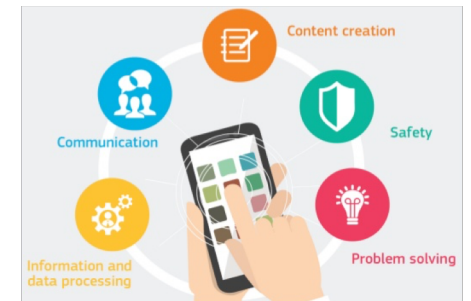 Content creation
Communication
Safety
Information and
data processing
Problem solving